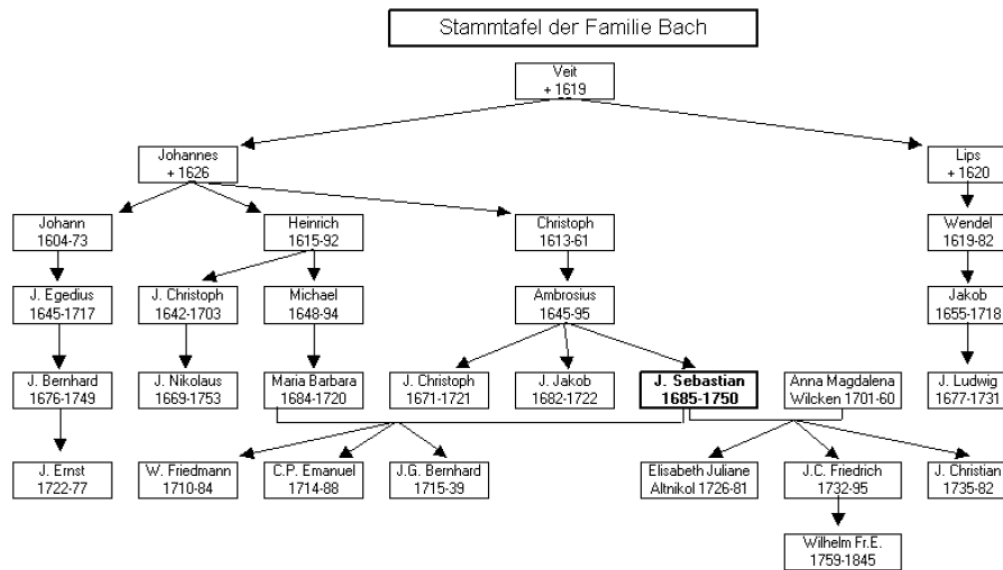 Stammtafel der Familie Bach
Veit
+ 1619
Johannes
+ 1626
Lips
+ 1620
Johann
1604-73
Heinrich
1615-92
Christoph
1613-61
Wendel
1619-82
J. Egedius
1645-1717
J. Christoph
1642-1703
Michael
1648-94
Ambrosius
1645-95
Jakob
1655-1718
J. Bernhard
1676-1749
J. Nikolaus
1669-1753
Maria Barbara
1684-1720
J. Christoph
1671-1721
J. Jakob
1682-1722
J. Sebastian
1685-1750
Anna Magdalena
Wilcken 1701-60
J. Ludwig
1677-1731
J. Ernst
1722-77
W. Friedmann
1710-84
C.P. Emanuel
1714-88
J.G. Bernhard
1715-39
Elisabeth Juliane
Altnikol 1726-81
J.C. Friedrich
1732-95
J. Christian
1735-82
Wilhelm Fr.E.
1759-1845